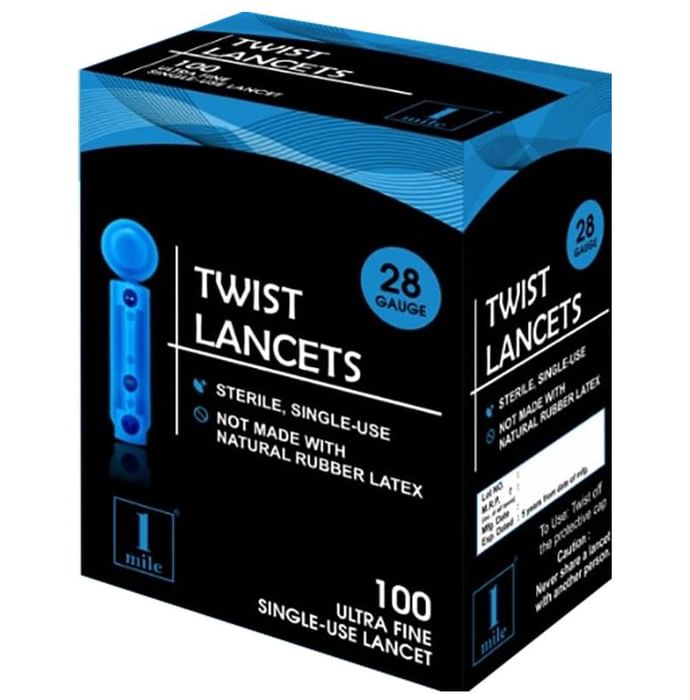 TWIST
LANCETS
100
ULTRA FINE
SINGLE-USE LANCET
1
mile
28
GAUGE
TWIST
LANCETS
STERILE, SINGLE-USE
NOT MADE WITH
NATURAL RUBBER LATEX
1
mile
100
ULTRA FINE
SINGLE-USE LANCET
28
GAUGE
TWIST
LANCETS
STERILE, SINGLE-USE
NOT MADE WITH
NATURAL RUBBER LATEX
Lot NO. :
M.R.P. ₹ :
Mfg. Date :
Exp. Dated : 5 years from date of mfg.
To Use: Twist off
the protective cap
Caution :
Never share a lancet
with another person.
1
mile